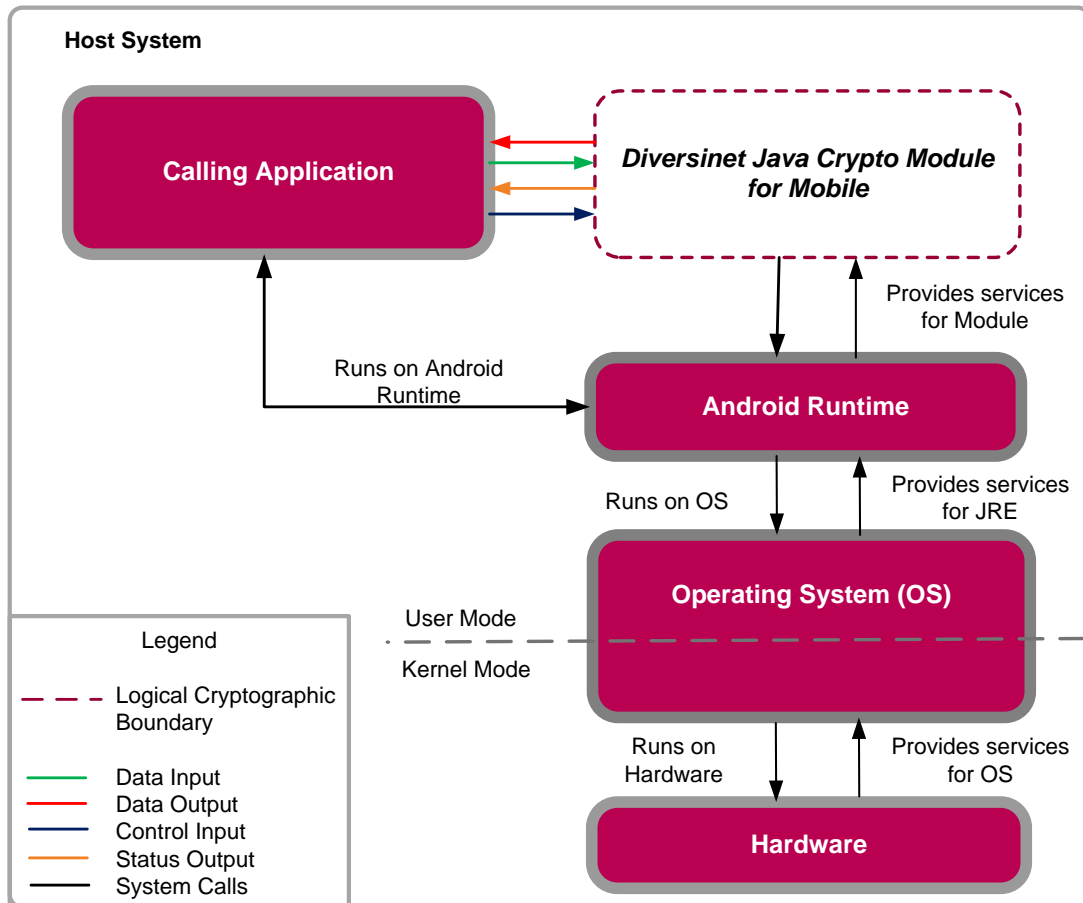 Host System
Calling Application
Diversinet Java Crypto Module
for Mobile
Provides services
for Module
Runs on Android
Runtime
Android Runtime
Runs on OS
Provides services
for JRE
Operating System (OS)
User Mode
Kernel Mode
Runs on
Hardware
Provides services
for OS
Hardware
Legend
Logical Cryptographic
Boundary
Data Input
Data Output
Control Input
Status Output
System Calls